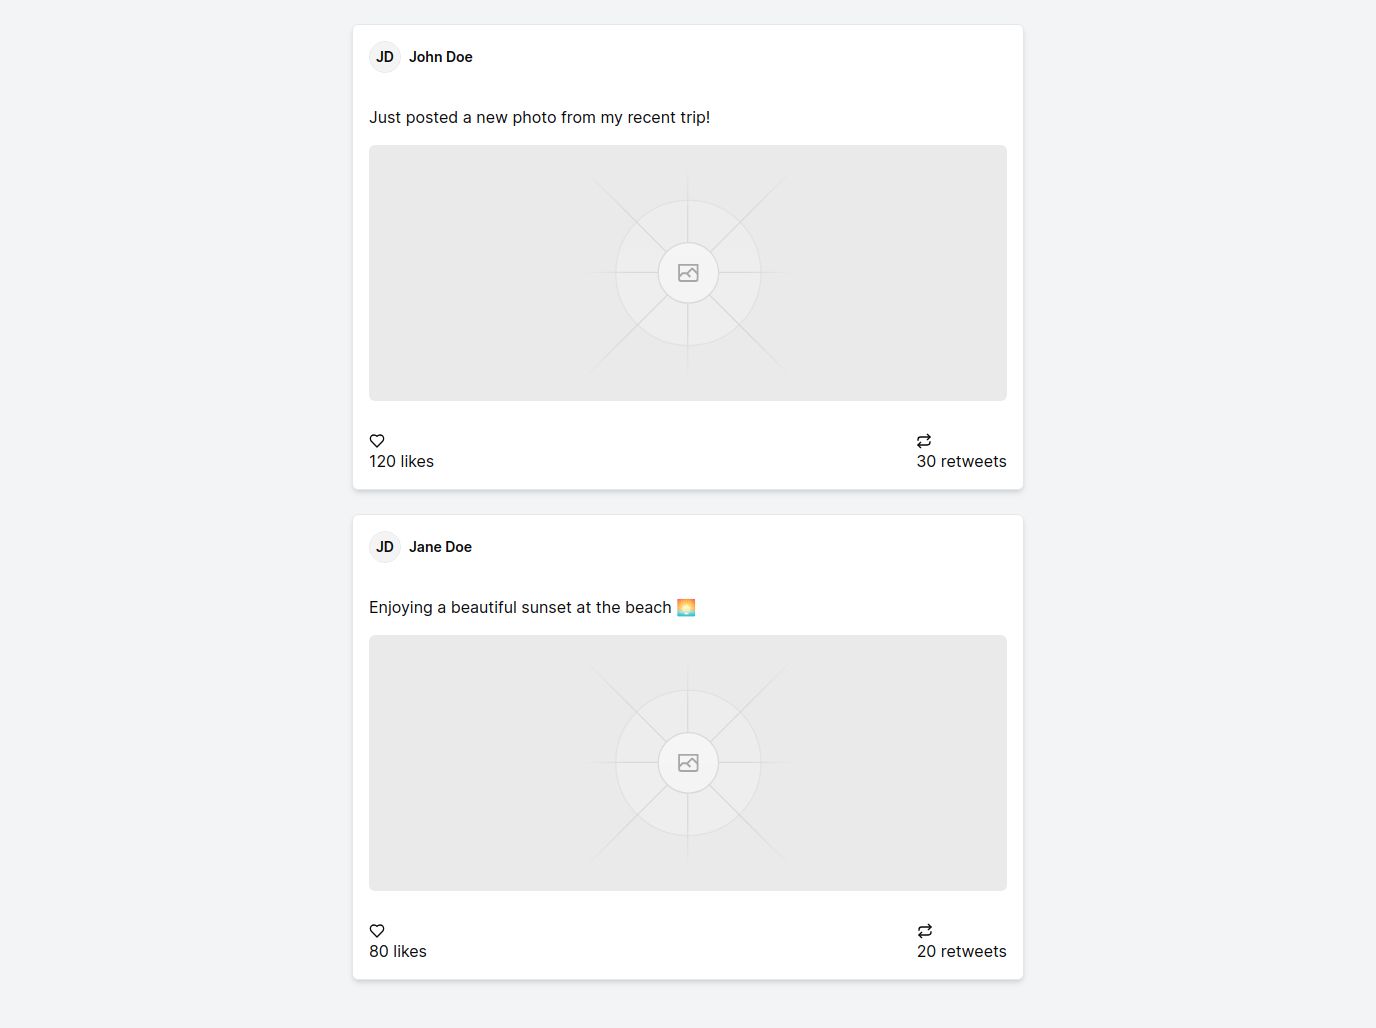 JD John Doe
Just posted a new photo from my recent trip!
120 likes 30 retweets
JD Jane Doe
Enjoying a beautiful sunset at the beach 🌅
80 likes 20 retweets